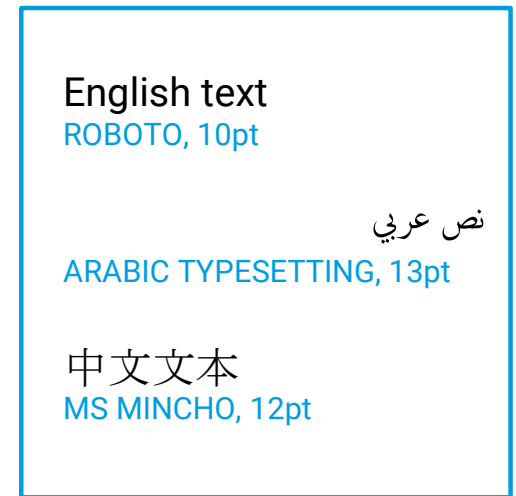 English text
ROBOTO, 10pt
نص عربي
ARABIC TYPESETTING, 13pt
中文文本
MS MINCHO, 12pt